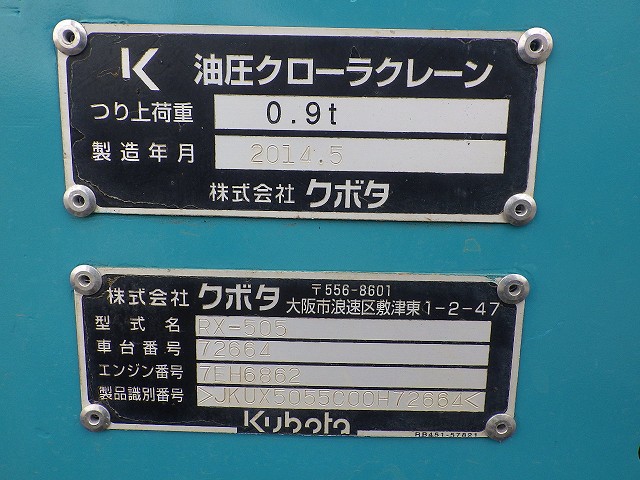 K 油圧クローラクレーン
つり上荷重 0.9t
製造年月 2014.5
株式会社 クボタ
株式会社 クボタ 〒556-8601
大阪市浪速区敷津東1-2-47
型式名 RX-505
車台番号 72664
エンジン番号 7EH6862
製品識別番号 >JKUX5055C00H72664<
Kubota